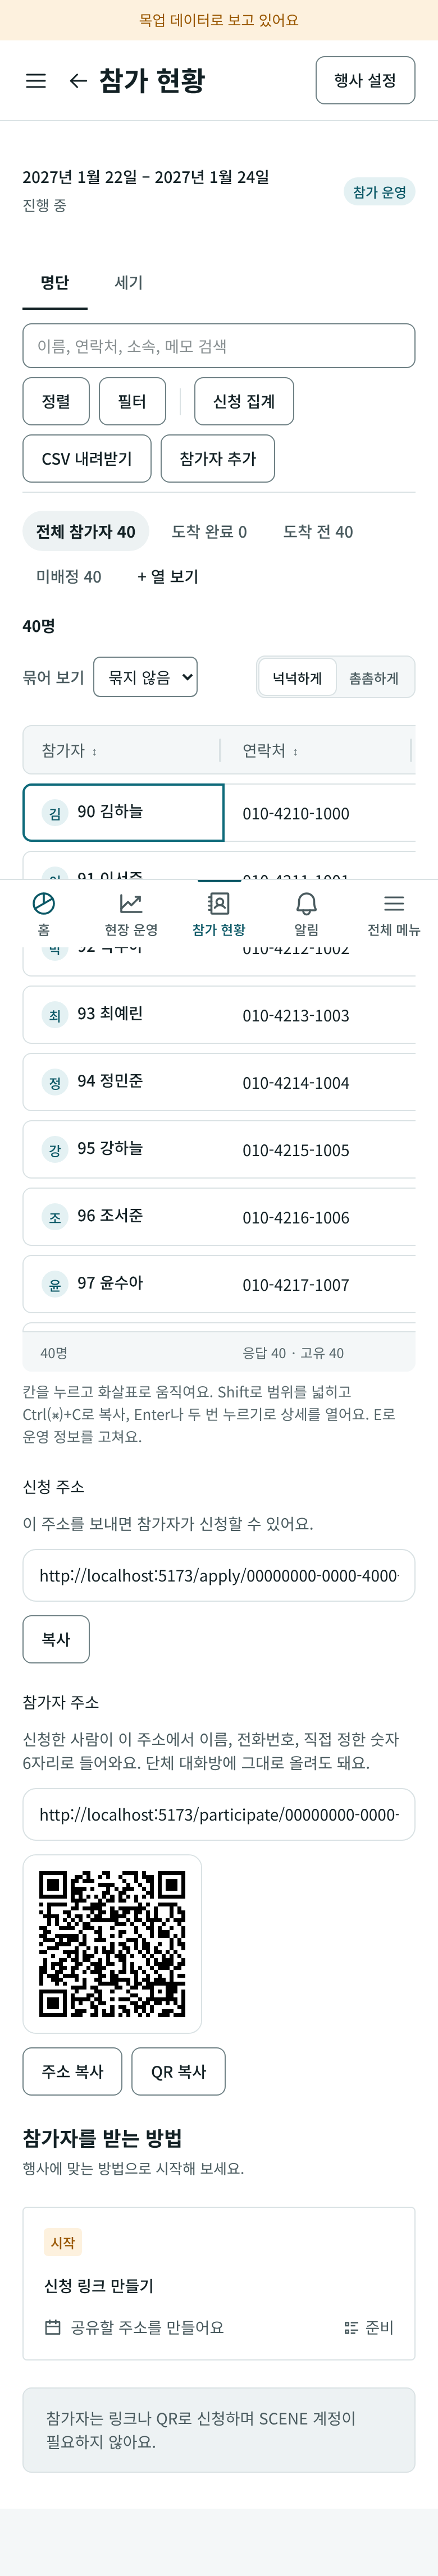 목업 데이터로 보고 있어요
참가 현황
행사 설정
2027년 1월 22일 – 2027년 1월 24일
진행 중
참가 운영
명단 세기
이름, 연락처, 소속, 메모 검색
정렬 필터 신청 집계
CSV 내려받기 참가자 추가
전체 참가자 40 도착 완료 0 도착 전 40
미배정 40 + 열 보기
40명
묶어 보기 묶지 않음 넉넉하게 촘촘하게
참가자 ↕ 연락처 ↕
김 90 김하늘 010-4210-1000
홈 현장 운영 참가 현황 알림 전체 메뉴
010-4212-1002
최 93 최예린 010-4213-1003
정 94 정민준 010-4214-1004
강 95 강하늘 010-4215-1005
조 96 조서준 010-4216-1006
윤 97 윤수아 010-4217-1007
40명 응답 40 · 고유 40
칸을 누르고 화살표로 움직여요. Shift로 범위를 넓히고
Ctrl(⌘)+C로 복사, Enter나 두 번 누르기로 상세를 열어요. E로
운영 정보를 고쳐요.
신청 주소
이 주소를 보내면 참가자가 신청할 수 있어요.
http://localhost:5173/apply/00000000-0000-4000-
복사
참가자 주소
신청한 사람이 이 주소에서 이름, 전화번호, 직접 정한 숫자
6자리로 들어와요. 단체 대화방에 그대로 올려도 돼요.
http://localhost:5173/participate/00000000-0000-
주소 복사 QR 복사
참가자를 받는 방법
행사에 맞는 방법으로 시작해 보세요.
시작
신청 링크 만들기
공유할 주소를 만들어요 준비
참가자는 링크나 QR로 신청하며 SCENE 계정이
필요하지 않아요.